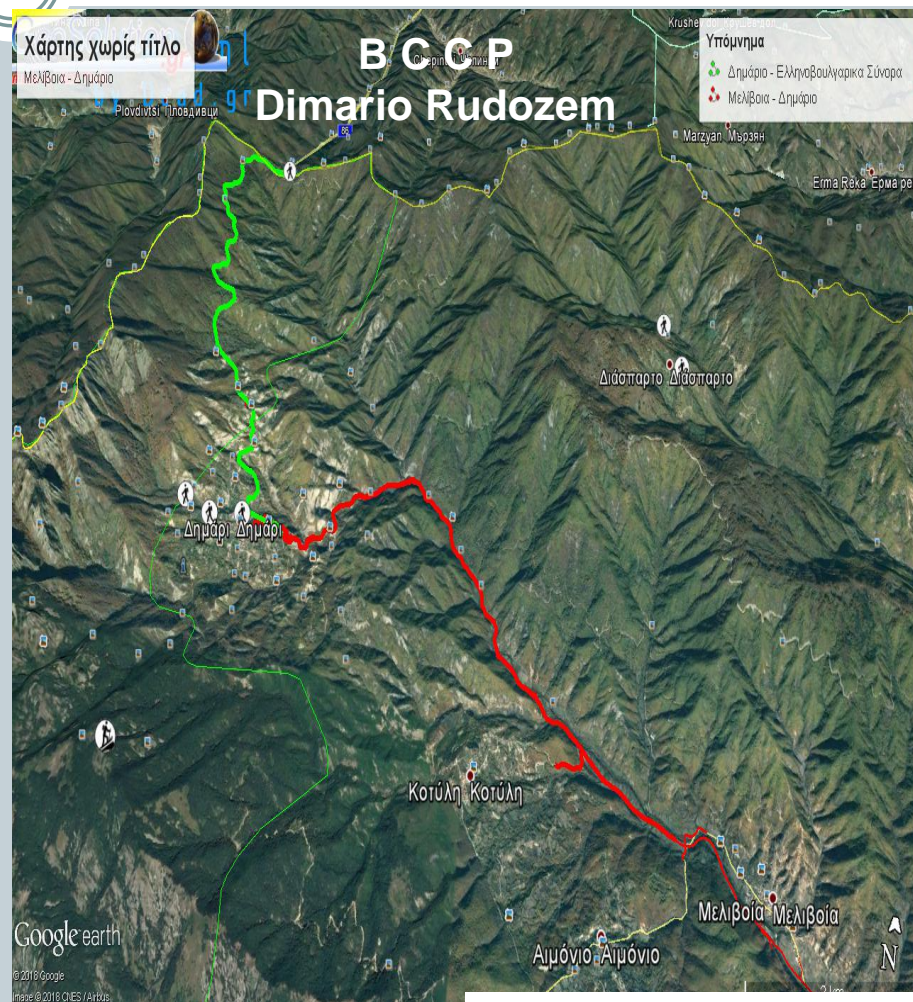 Χάρτης χωρίς τίτλο
Μελίβοια - Δημάριο
B C C P
Dimario Rudozem
Υπόμνημα
Δημάριο - Ελληνοβουλγαρικα Σύνορα
Μελίβοια - Δημάριο
Plovdivtsi Пловдивци
86
Marzyan Мързян
Erma Reka Ерма ре
Διάσπαρτο Διάσπαρτο
Δημάρι Δημάρι
Κοτύλη Κοτύλη
Μελιβοία Μελιβοία
Αιμόνιο Αιμόνιο
Google earth
N
© 2018 Google
Image © 2018 CNES / Airbus